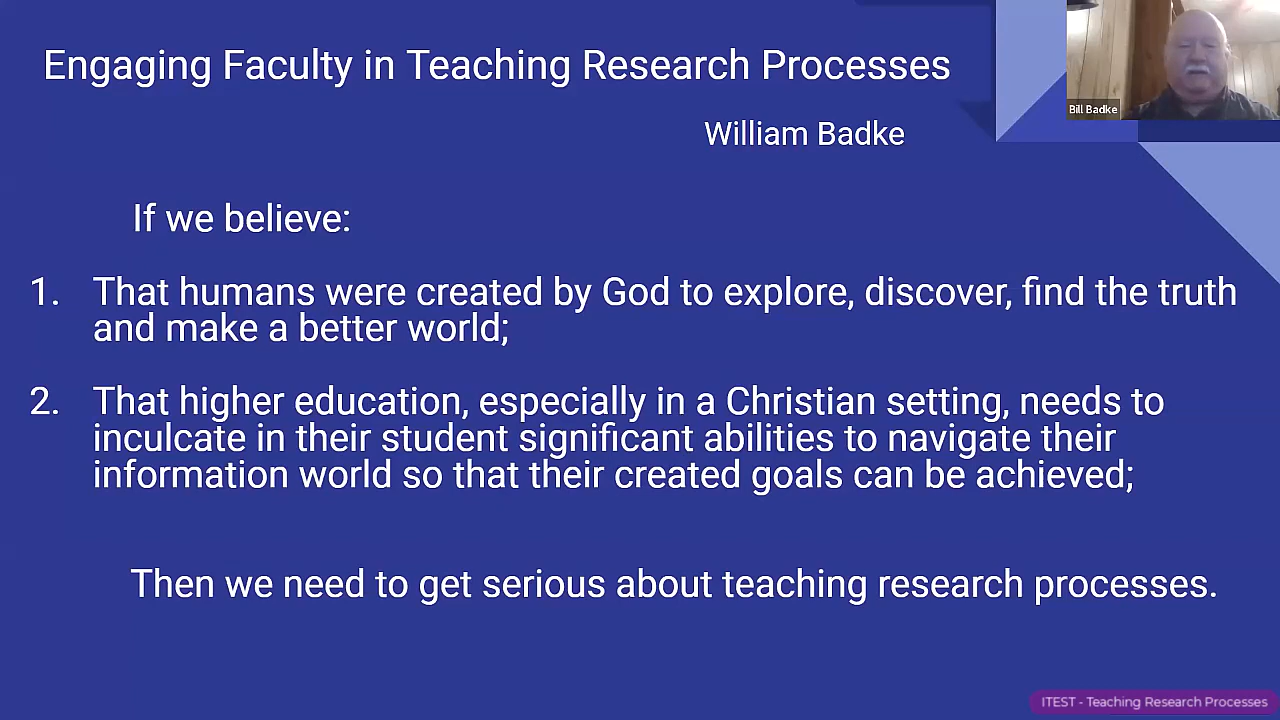 Engaging Faculty in Teaching Research Processes
Bill Badke
William Badke
If we believe:
1. That humans were created by God to explore, discover, find the truth
and make a better world;
2. That higher education, especially in a Christian setting, needs to
inculcate in their student significant abilities to navigate their
information world so that their created goals can be achieved;
Then we need to get serious about teaching research processes.
ITEST - Teaching Research Processes